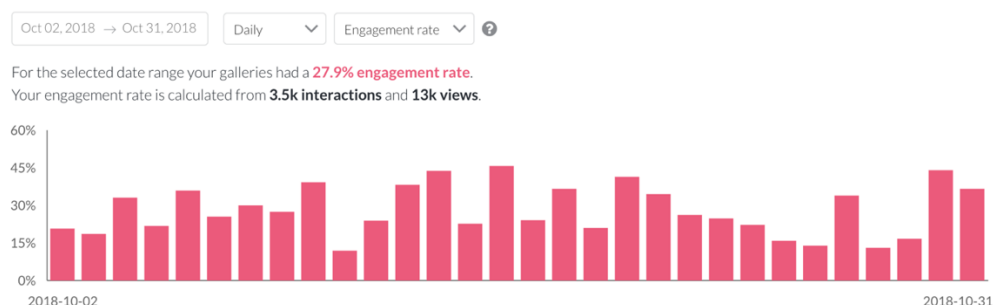 Oct 02, 2018 → Oct 31, 2018 Daily Engagement rate ?
For the selected date range your galleries had a 27.9% engagement rate.
Your engagement rate is calculated from 3.5k interactions and 13k views.
60%
45%
30%
15%
0%
2018-10-02 2018-10-31